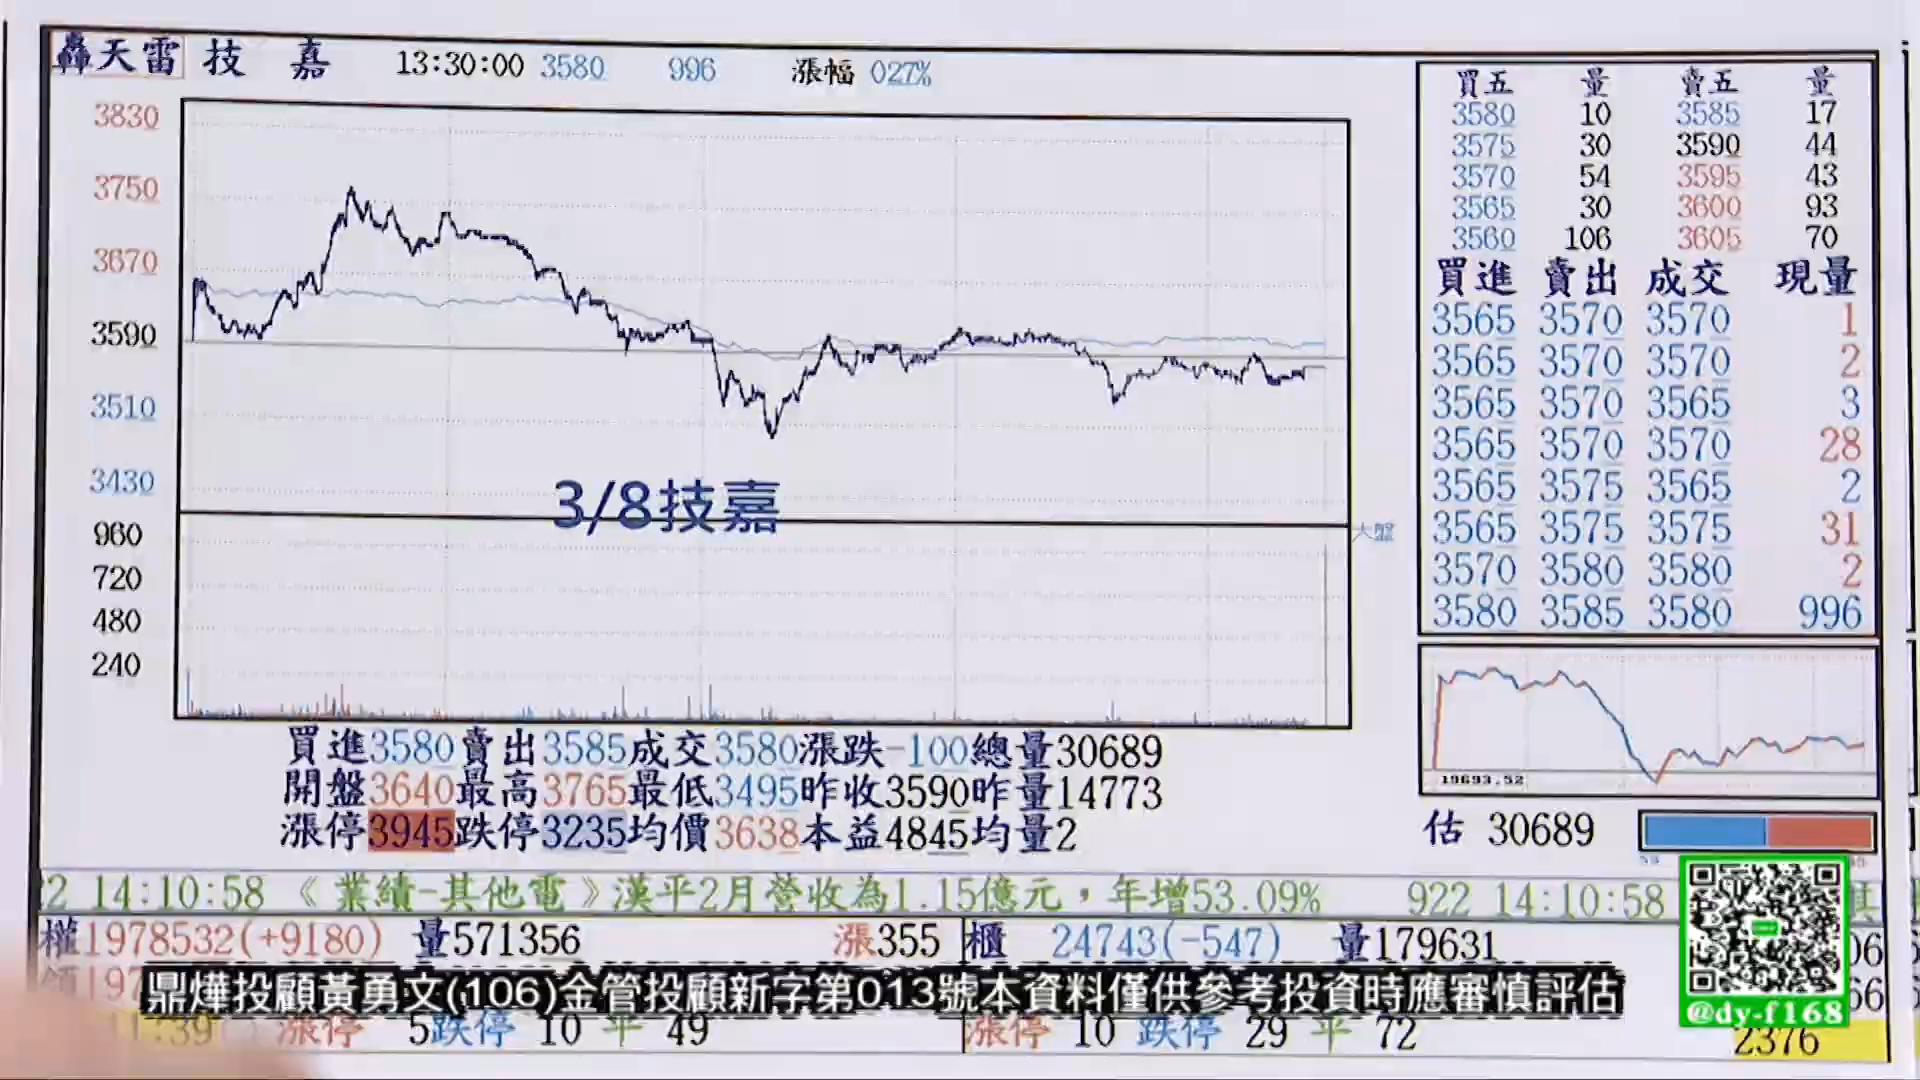 轟天雷 技 嘉 13:30:00 3580 996 漲幅 027%
3830
3750
3670
3590
3510
3430
960
720
480
240
3/8技嘉
大盤
買五 量 賣五 量
3580 10 3585 17
3575 30 3590 44
3570 54 3595 43
3565 30 3600 93
3560 106 3605 70
買進 賣出 成交 現量
3565 3570 3570 1
3565 3570 3570 2
3565 3570 3565 3
3565 3570 3570 28
3565 3575 3565 2
3565 3575 3575 31
3570 3580 3580 2
3580 3585 3580 996
19693.52
估 30689
買進3580賣出3585成交3580漲跌-100總量30689
開盤3640最高3765最低3495昨收3590昨量14773
漲停3945跌停3235均價3638本益4845均量2
2 14:10:58 《業績-其他電》漢平2月營收為1.15億元，年增53.09% 922 14:10:58
權1978532(+9180) 量571356 漲355 櫃 24743(-547) 量179631
鼎燁投顧黃勇文(106)金管投顧新字第013號本資料僅供參考投資時應審慎評估
@dy-f168
11:39 漲停 5跌停 10 平 49 漲停 10 跌停 29 平 72 2376